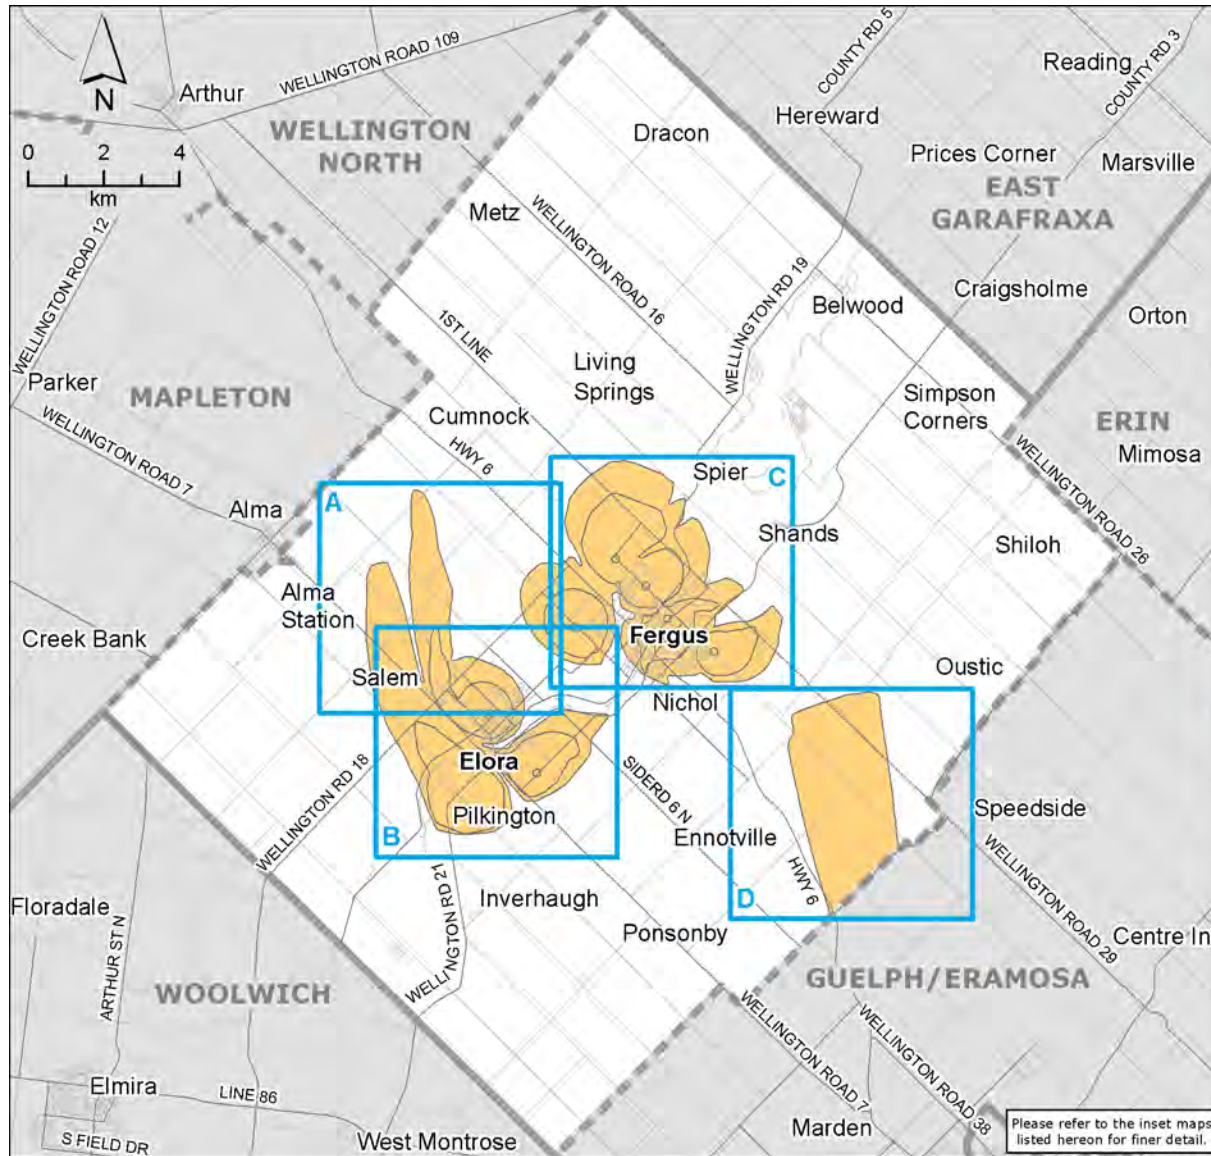 COUNTY RD 5
Reading
COUNTY RD 3
WELLINGTON ROAD 109
Arthur
N
Hereward
WELLINGTON
NORTH
Dracon
Prices Corner
Marsville
0 2 4
km
EAST
GARAFRAXA
Metz
WELLINGTON ROAD 12
WELLINGTON ROAD 16
WELLINGTON RD 19
Craigsholme
Belwood
Orton
1ST LINE
Living
Springs
Parker
MAPLETON
Simpson
Corners
Cumnock
ERIN
WELLINGTON ROAD 7
HWY 6
Mimosa
Spier
C
WELLINGTON ROAD 26
A
Alma
Shands
Shiloh
Alma
Station
Creek Bank
Fergus
Salem
Oustic
Nichol
Elora
WELLINGTON RD 18
SIDERD 6 N
Pilkington
Speedside
B
Ennotville
HWY 6
D
Inverhaugh
WELLINGTON RD 21
Floradale
Ponsonby
WELLINGTON ROAD 29
Centre In
ARTHUR ST N
WOOLWICH
GUELPH/ERAMOSA
WELLINGTON ROAD 7
WELLINGTON ROAD 38
Elmira
LINE 86
S FIELD DR
West Montrose
Marden
Please refer to the inset maps
listed hereon for finer detail.